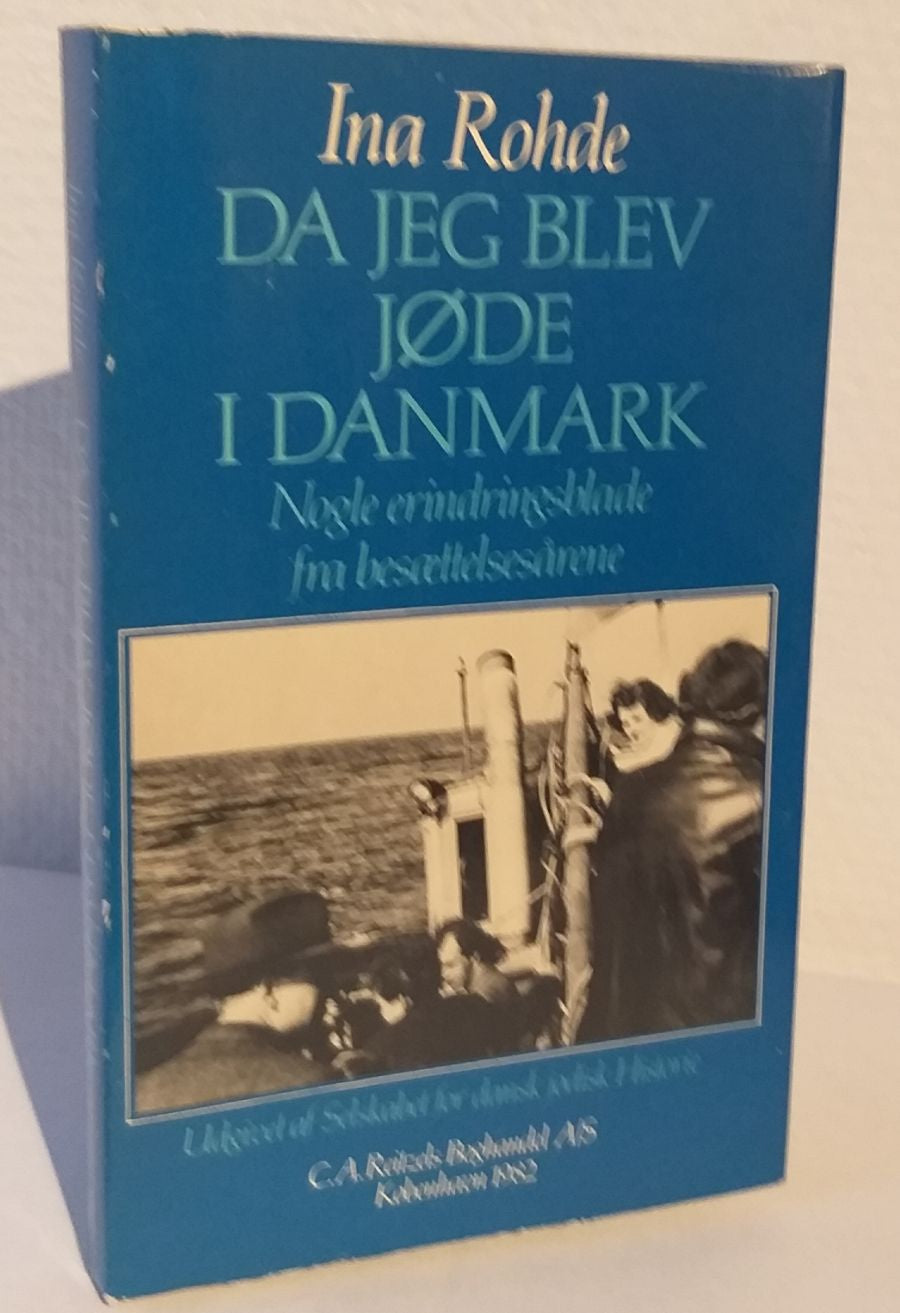 Ina Rohde
DA JEG BLEV
JØDE
I DANMARK
Nogle erindringsblade
fra besættelsesårene
Udgivet af Selskabet for dansk jødisk Historie
C.A. Reitzels Boghandel A/S
København 1982